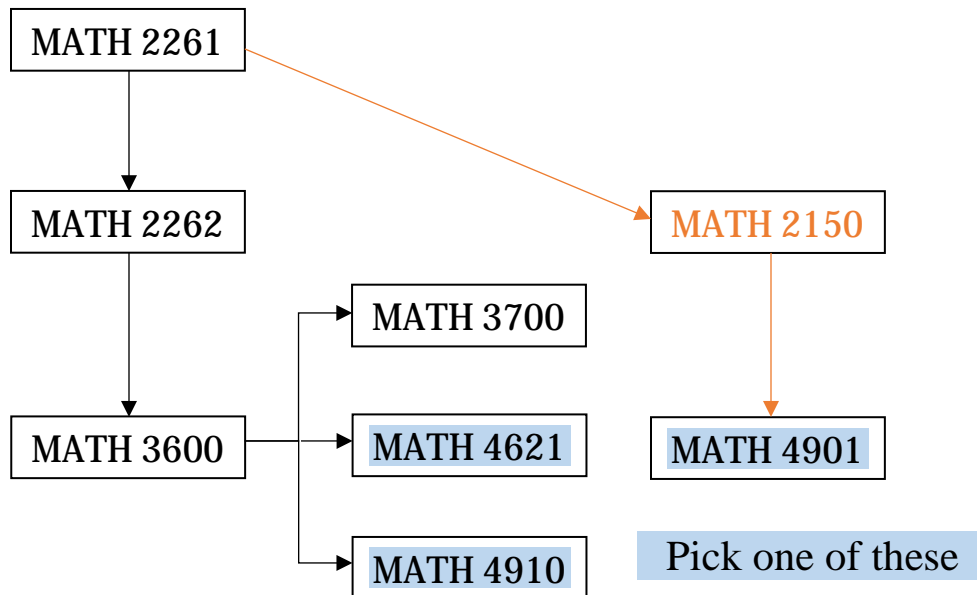 MATH 2261
MATH 2262
MATH 2150
MATH 3700
MATH 3600
MATH 4621
MATH 4901
MATH 4910
Pick one of these